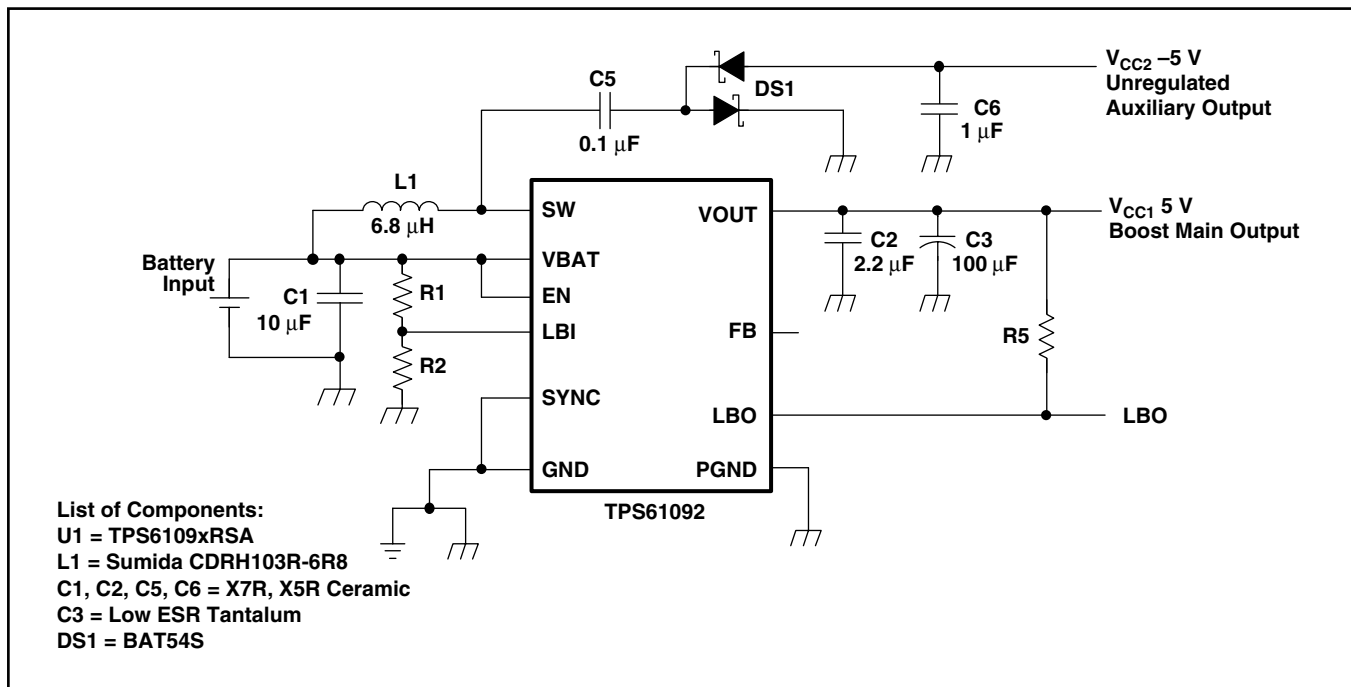 V_CC2 –5 V
Unregulated
Auxiliary Output
C5
0.1 µF
DS1
C6
1 µF
L1
6.8 µH
SW
VOUT
V_CC1 5 V
Boost Main Output
C2
2.2 µF
C3
100 µF
Battery
Input
VBAT
C1
10 µF
R1
EN
LBI
FB
R5
R2
SYNC
LBO
LBO
GND
PGND
TPS61092
List of Components:
U1 = TPS6109xRSA
L1 = Sumida CDRH103R-6R8
C1, C2, C5, C6 = X7R, X5R Ceramic
C3 = Low ESR Tantalum
DS1 = BAT54S